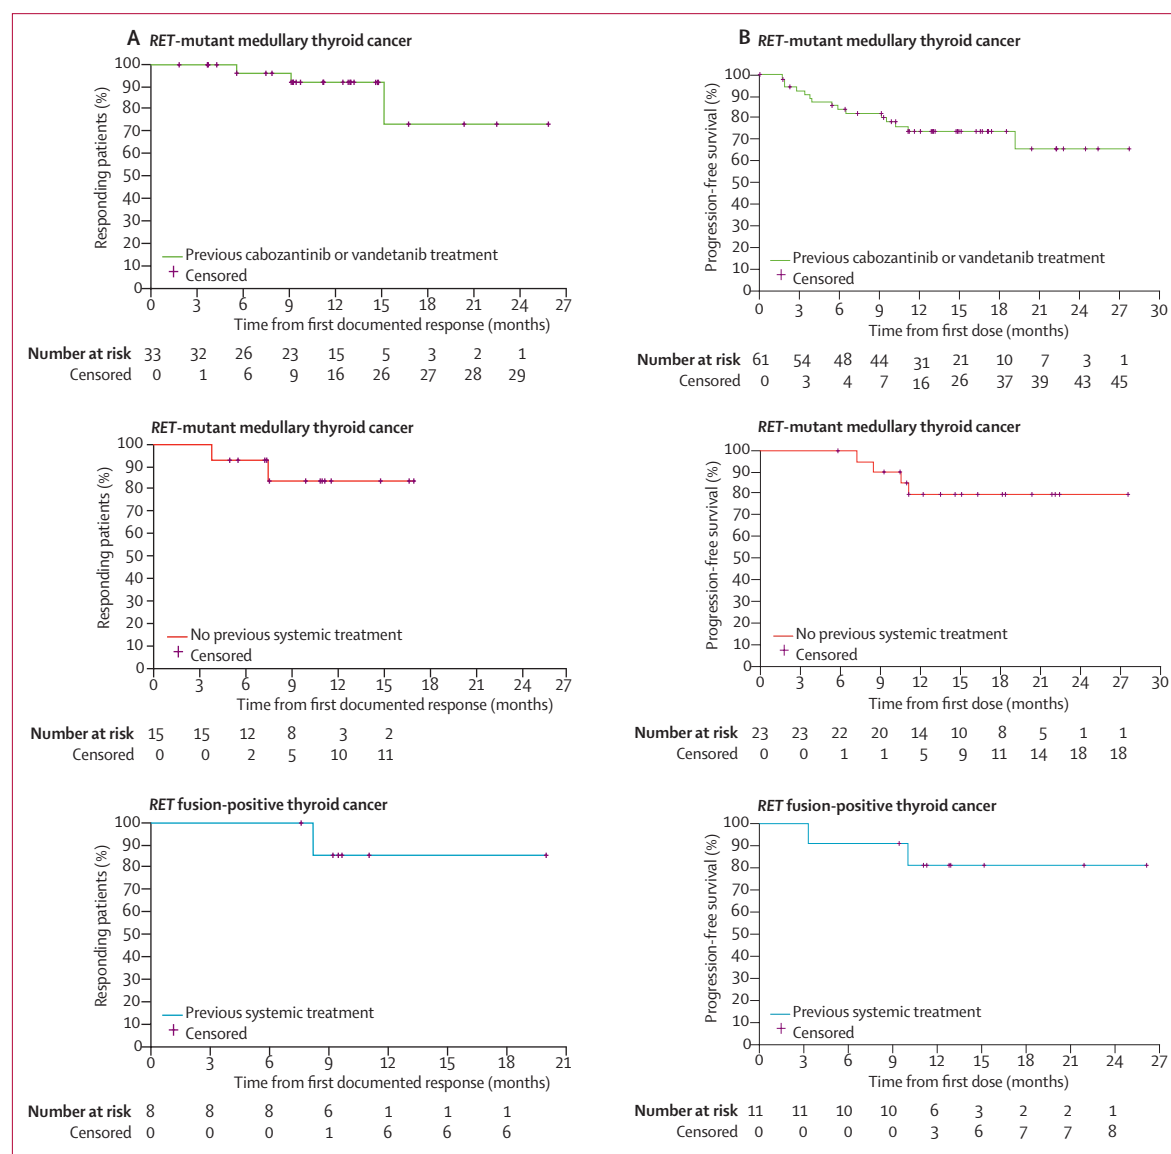 A RET-mutant medullary thyroid cancer
Responding patients (%)
100
90
80
70
60
50
40
30
20
10
0
Previous cabozantinib or vandetanib treatment
Censored
0 3 6 9 12 15 18 21 24 27
Time from first documented response (months)
Number at risk 33 32 26 23 15 5 3 2 1
Censored 0 1 6 9 16 26 27 28 29
B RET-mutant medullary thyroid cancer
Progression-free survival (%)
100
90
80
70
60
50
40
30
20
10
0
Previous cabozantinib or vandetanib treatment
Censored
0 3 6 9 12 15 18 21 24 27 30
Time from first dose (months)
Number at risk 61 54 48 44 31 21 10 7 3 1
Censored 0 3 4 7 16 26 37 39 43 45
RET-mutant medullary thyroid cancer
Responding patients (%)
100
90
80
70
60
50
40
30
20
10
0
No previous systemic treatment
Censored
0 3 6 9 12 15 18 21 24 27
Time from first documented response (months)
Number at risk 15 15 12 8 3 2
Censored 0 0 2 5 10 11
RET-mutant medullary thyroid cancer
Progression-free survival (%)
100
90
80
70
60
50
40
30
20
10
0
No previous systemic treatment
Censored
0 3 6 9 12 15 18 21 24 27 30
Time from first dose (months)
Number at risk 23 23 22 20 14 10 8 5 1 1
Censored 0 0 1 1 5 9 11 14 18 18
RET fusion-positive thyroid cancer
Responding patients (%)
100
90
80
70
60
50
40
30
20
10
0
Previous systemic treatment
Censored
0 3 6 9 12 15 18 21
Time from first documented response (months)
Number at risk 8 8 8 6 1 1 1
Censored 0 0 0 1 6 6 6
RET fusion-positive thyroid cancer
Progression-free survival (%)
100
90
80
70
60
50
40
30
20
10
0
Previous systemic treatment
Censored
0 3 6 9 12 15 18 21 24 27
Time from first dose (months)
Number at risk 11 11 10 10 6 3 2 2 1
Censored 0 0 0 0 3 6 7 7 8